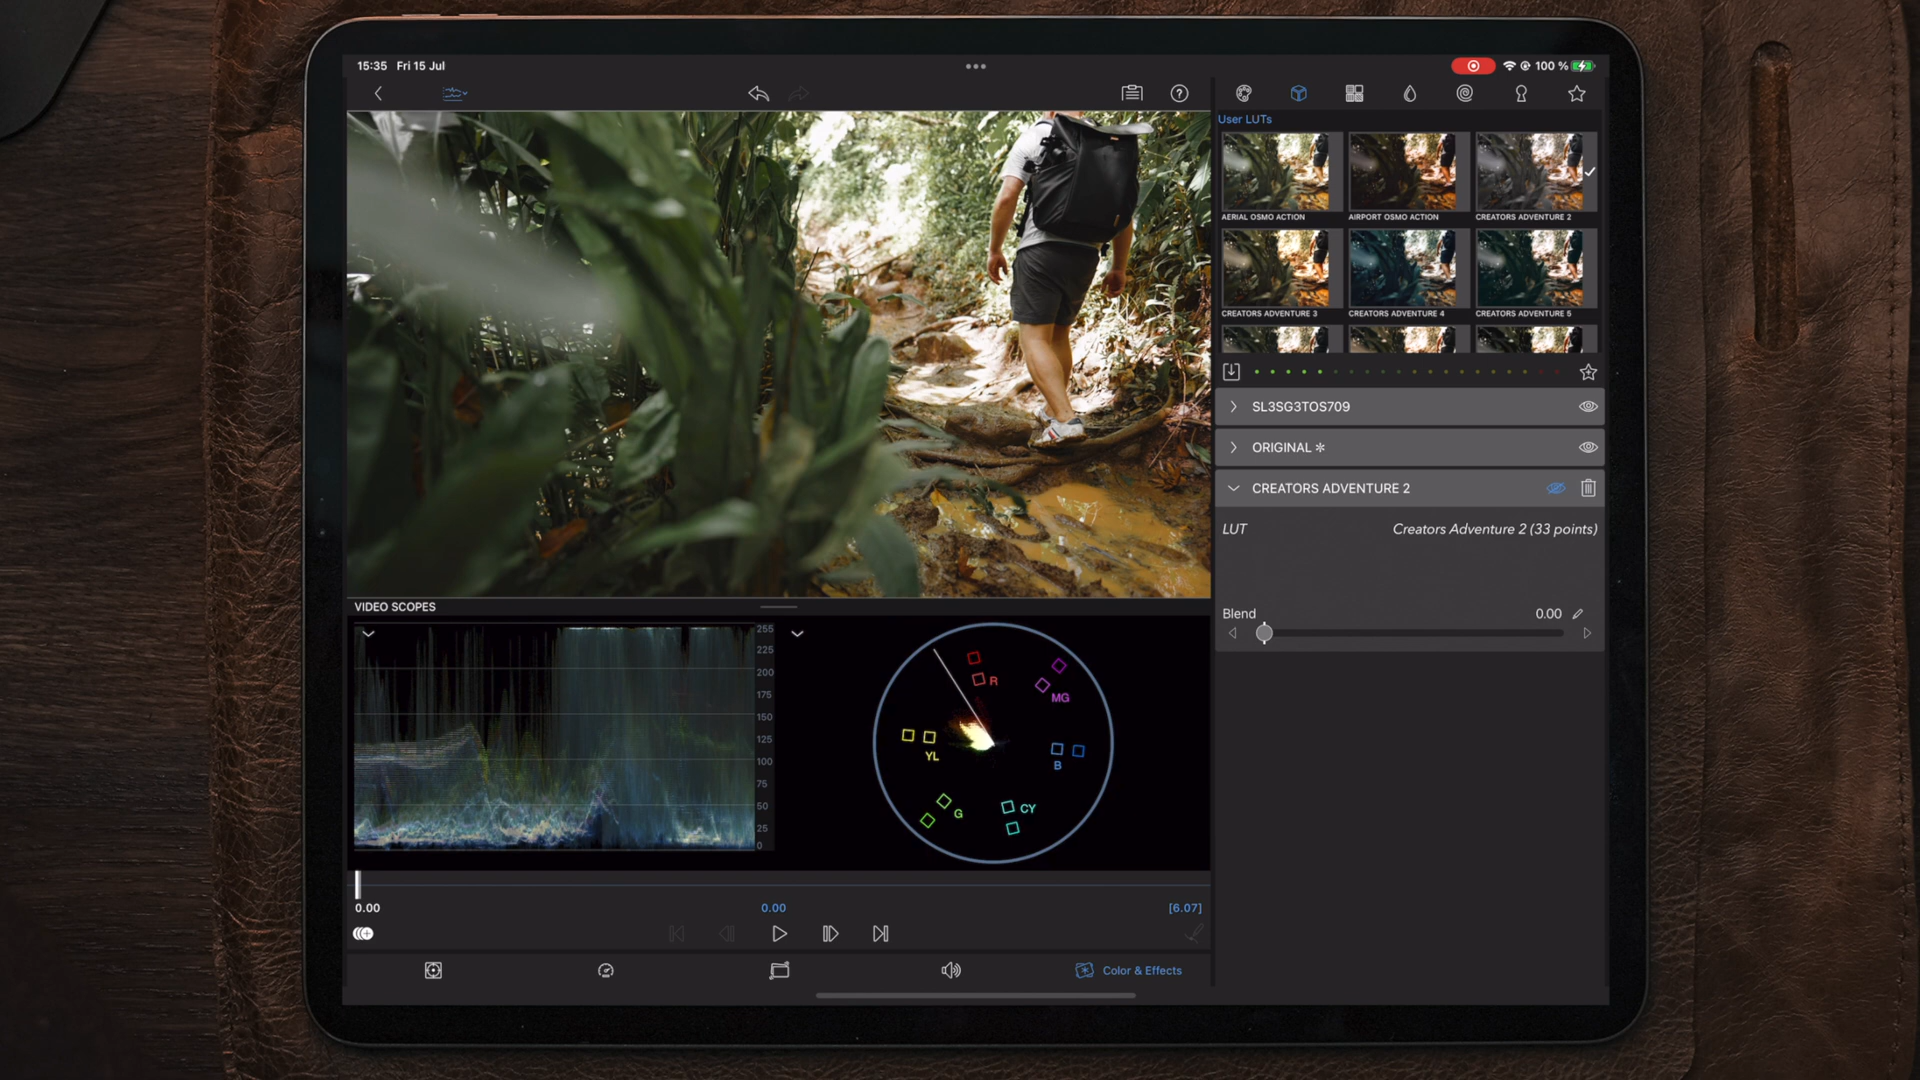 15:35 Fri 15 Jul
100 %
User LUTs
AERIAL OSMO ACTION
AIRPORT OSMO ACTION
CREATORS ADVENTURE 2
CREATORS ADVENTURE 3
CREATORS ADVENTURE 4
CREATORS ADVENTURE 5
SL3SG3TOS709
ORIGINAL *
CREATORS ADVENTURE 2
LUT Creators Adventure 2 (33 points)
Blend 0.00
VIDEO SCOPES
255
225
200
175
150
125
100
75
50
25
0
R
MG
YL
B
G
CY
0.00 0.00 [6.07]
Color & Effects